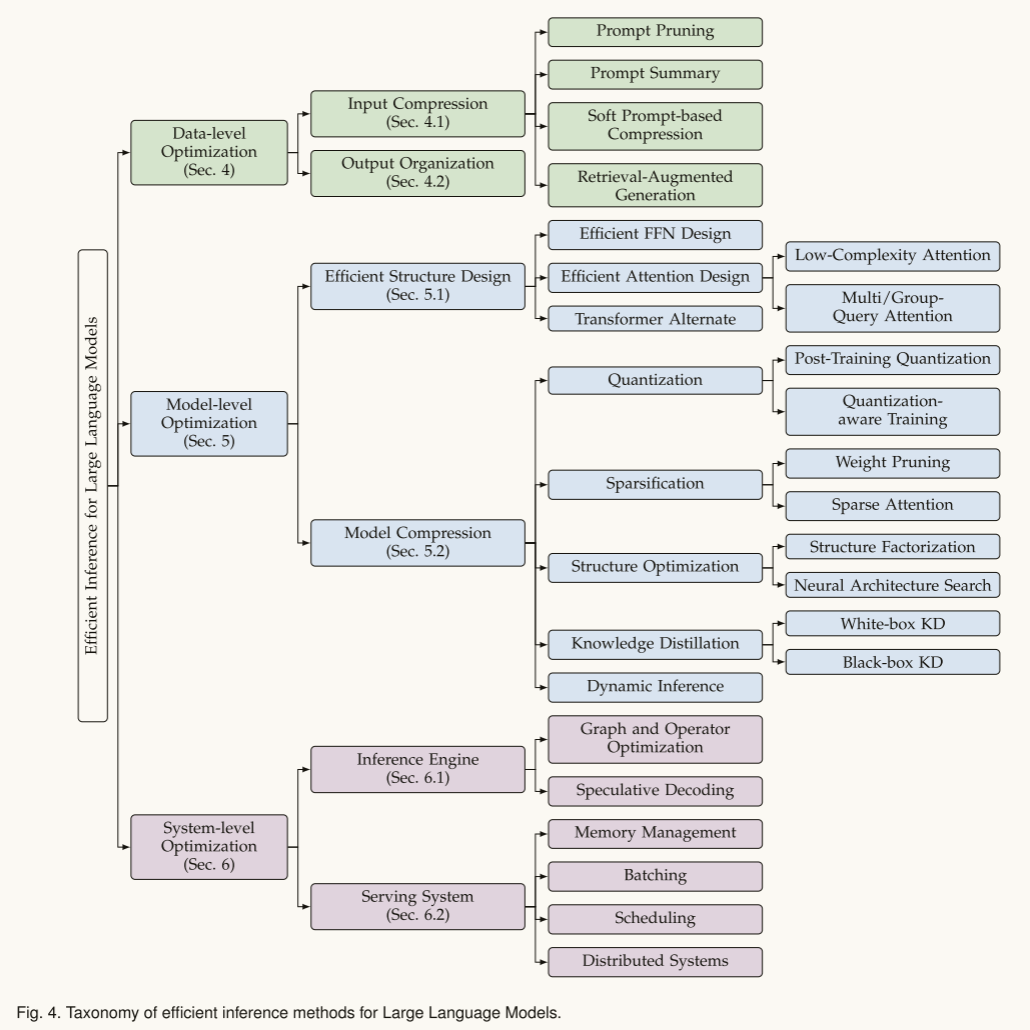 Efficient Inference for Large Language Models
Data-level
Optimization
(Sec. 4)
Input Compression
(Sec. 4.1)
Prompt Pruning
Prompt Summary
Soft Prompt-based
Compression
Retrieval-Augmented
Generation
Output Organization
(Sec. 4.2)
Model-level
Optimization
(Sec. 5)
Efficient Structure Design
(Sec. 5.1)
Efficient FFN Design
Efficient Attention Design
Low-Complexity Attention
Multi/Group-
Query Attention
Transformer Alternate
Model Compression
(Sec. 5.2)
Quantization
Post-Training Quantization
Quantization-
aware Training
Sparsification
Weight Pruning
Sparse Attention
Structure Optimization
Structure Factorization
Neural Architecture Search
Knowledge Distillation
White-box KD
Black-box KD
Dynamic Inference
System-level
Optimization
(Sec. 6)
Inference Engine
(Sec. 6.1)
Graph and Operator
Optimization
Speculative Decoding
Serving System
(Sec. 6.2)
Memory Management
Batching
Scheduling
Distributed Systems
Fig. 4. Taxonomy of efficient inference methods for Large Language Models.